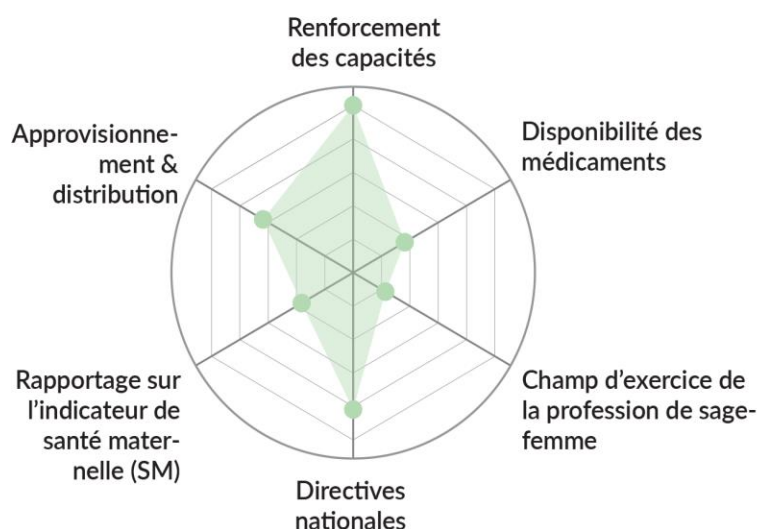 Renforcement
des capacités
Disponibilité des
médicaments
Champ d’exercice de
la profession de sage-
femme
Directives
nationales
Rapportage sur
l’indicateur de
santé mater-
nelle (SM)
Approvisionne-
ment &
distribution